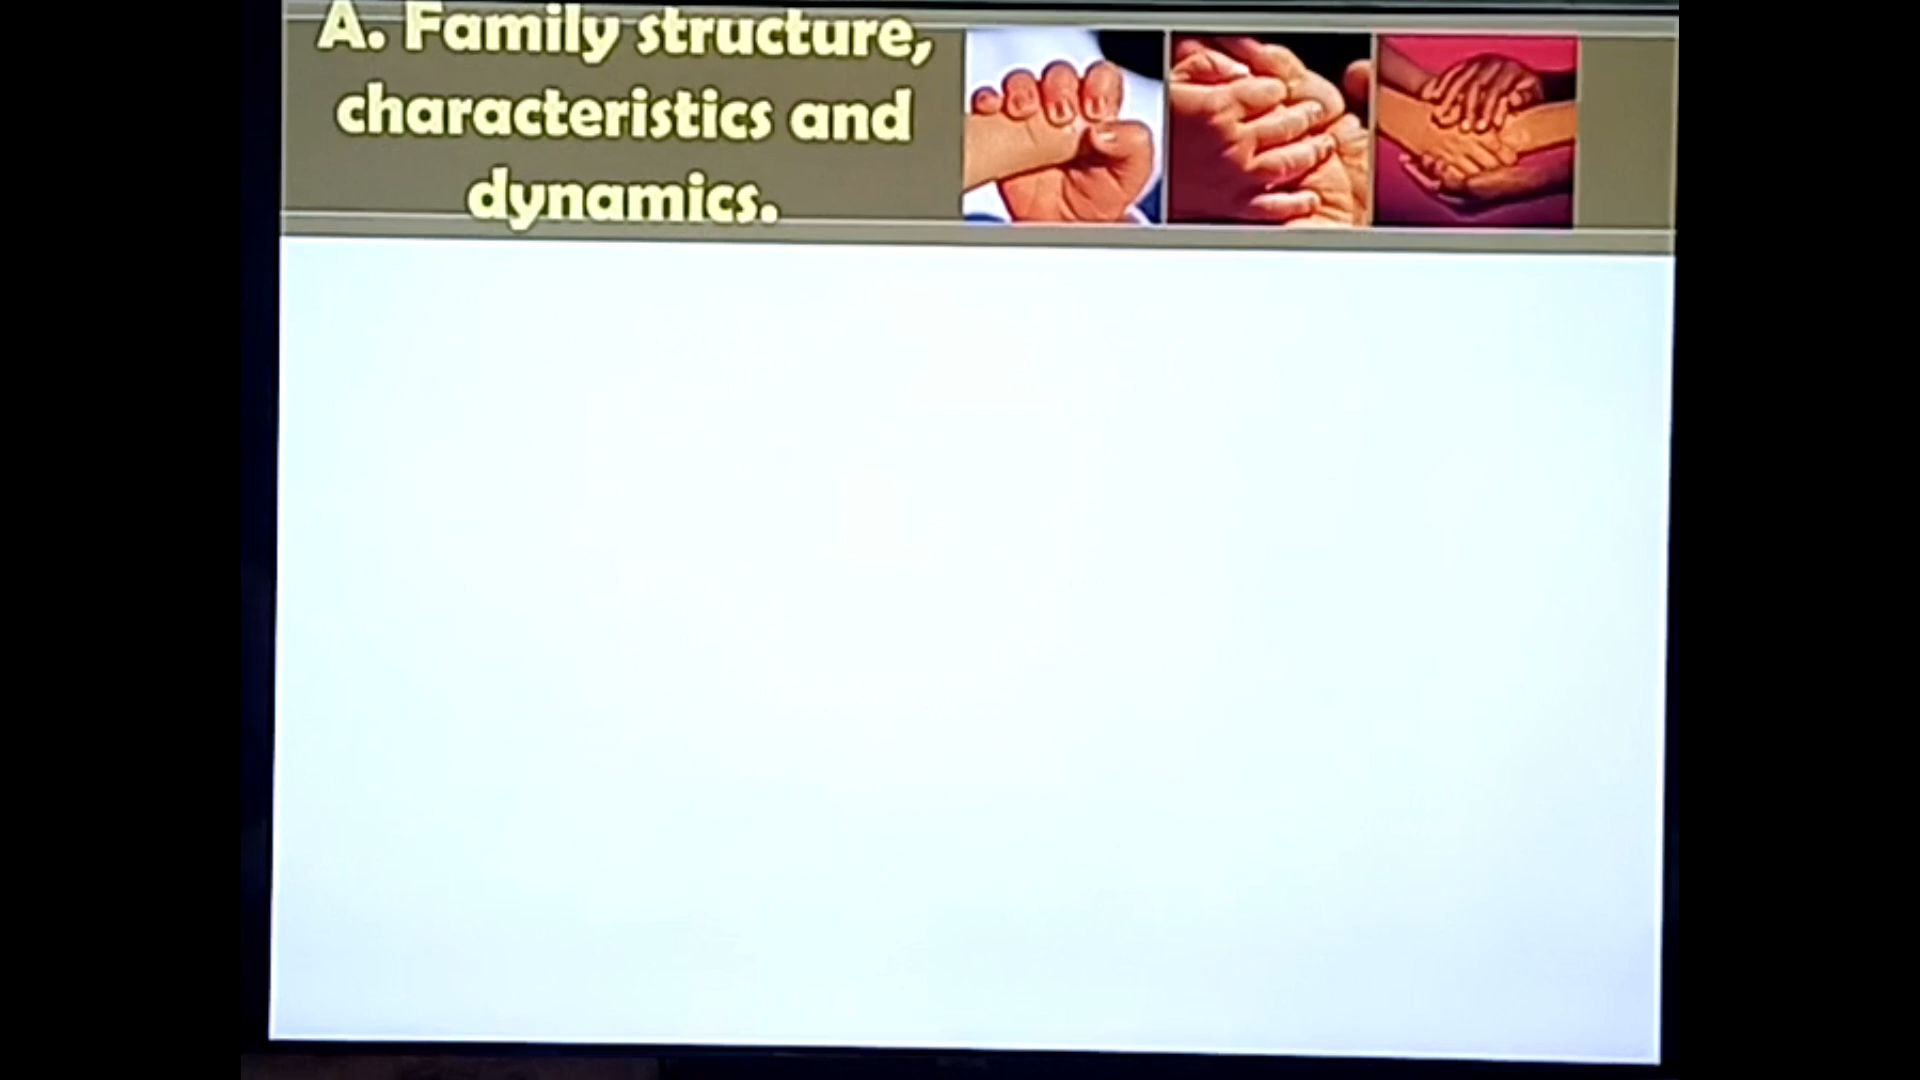 A. Family structure,
characteristics and
dynamics.